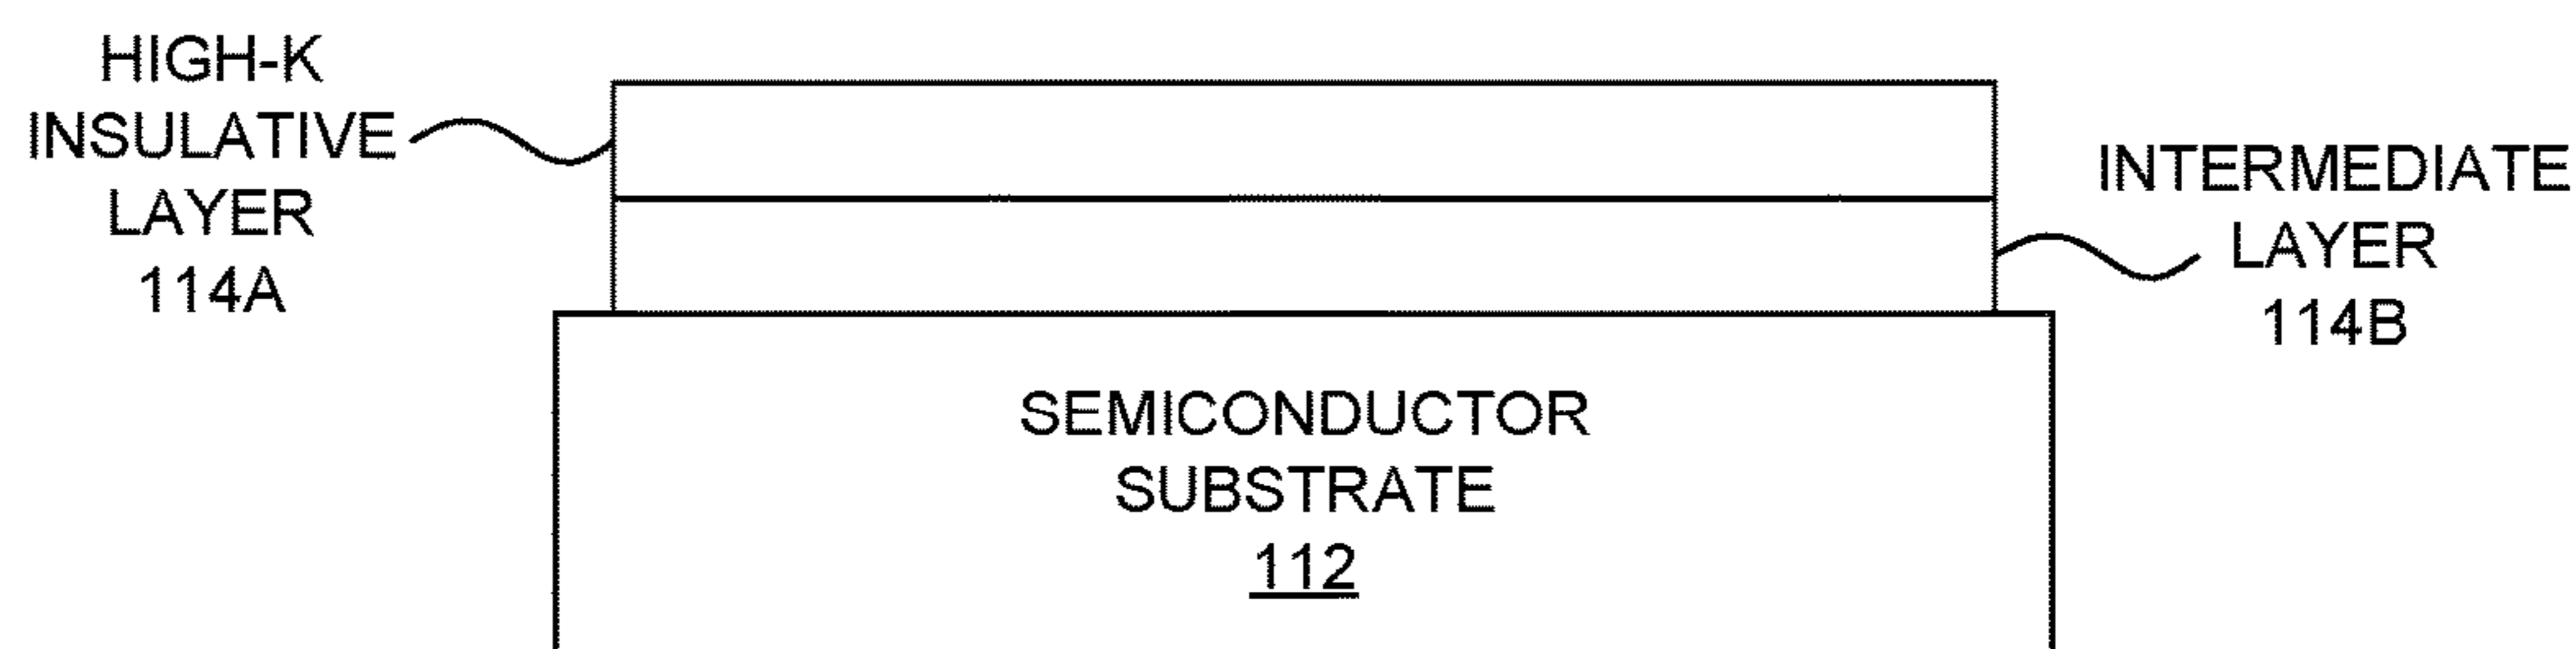 HIGH-K
INSULATIVE
LAYER
114A
INTERMEDIATE
LAYER
114B
SEMICONDUCTOR
SUBSTRATE
112